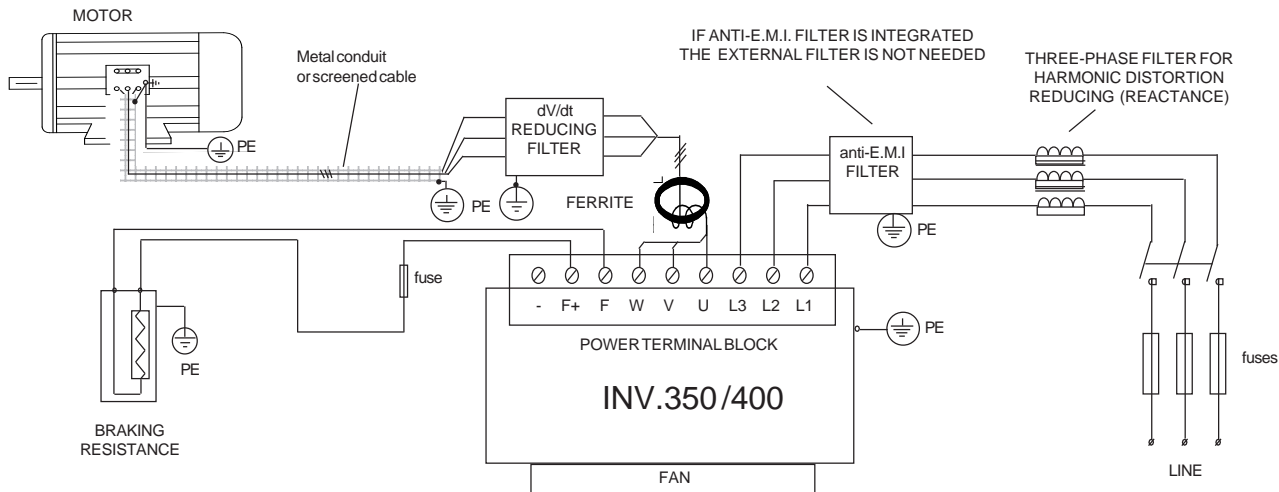 MOTOR
Metal conduit
or screened cable
dV/dt
REDUCING
FILTER
IF ANTI-E.M.I. FILTER IS INTEGRATED
THE EXTERNAL FILTER IS NOT NEEDED
THREE-PHASE FILTER FOR
HARMONIC DISTORTION
REDUCING (REACTANCE)
anti-E.M.I
FILTER
PE
PE
FERRITE
PE
fuse
- F+ F W V U L3 L2 L1
POWER TERMINAL BLOCK
PE
INV.350/400
FAN
PE
BRAKING
RESISTANCE
fuses
LINE